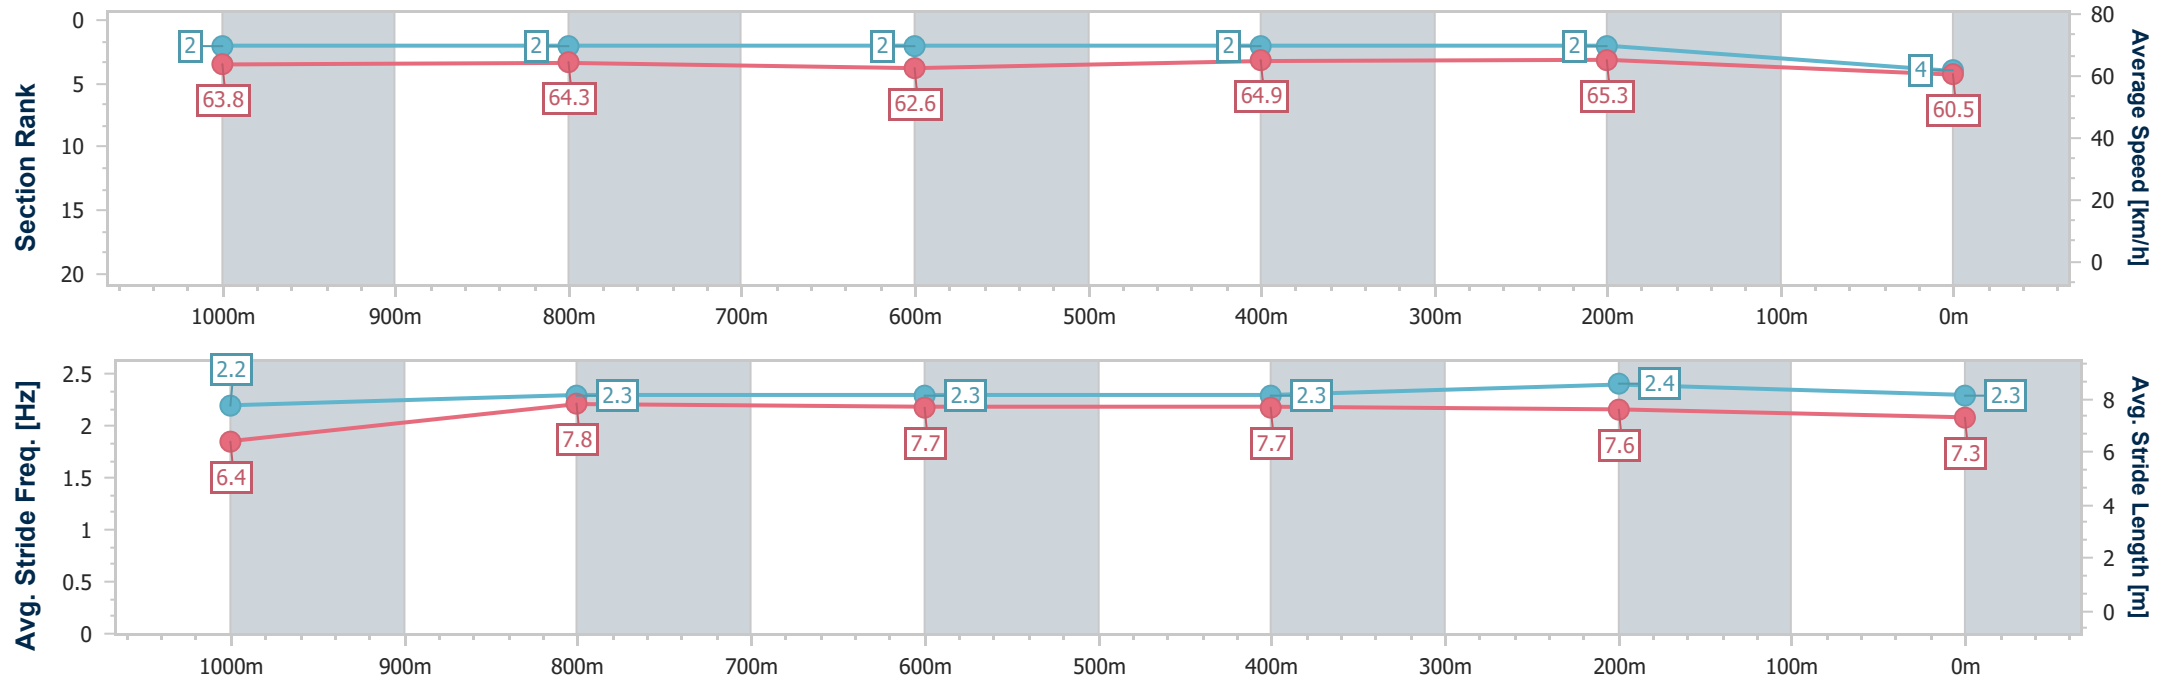 Section Rank
0
5
10
15
20
2
2
2
2
2
4
63.8
64.3
62.6
64.9
65.3
60.5
80
60
40
20
0
Average Speed [km/h]
1000m
900m
800m
700m
600m
500m
400m
300m
200m
100m
0m
Avg. Stride Freq. [Hz]
2.5
2
1.5
1
0.5
0
2.2
2.3
2.3
2.3
2.4
2.3
6.4
7.8
7.7
7.7
7.6
7.3
8
6
4
2
0
Avg. Stride Length [m]
1000m
900m
800m
700m
600m
500m
400m
300m
200m
100m
0m